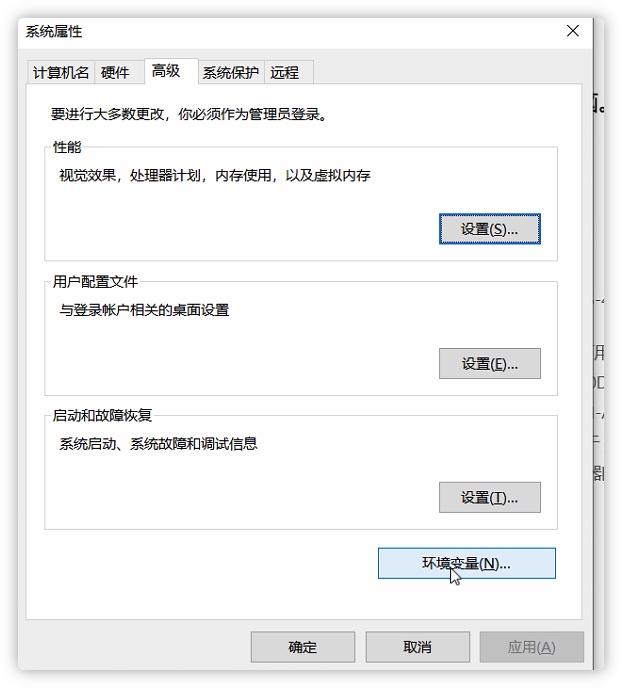 系统属性
计算机名 硬件 高级 系统保护 远程
要进行大多数更改，你必须作为管理员登录。
性能
视觉效果，处理器计划，内存使用，以及虚拟内存
设置(S)...
用户配置文件
与登录帐户相关的桌面设置
设置(E)...
启动和故障恢复
系统启动、系统故障和调试信息
设置(T)...
环境变量(N)...
确定 取消 应用(A)